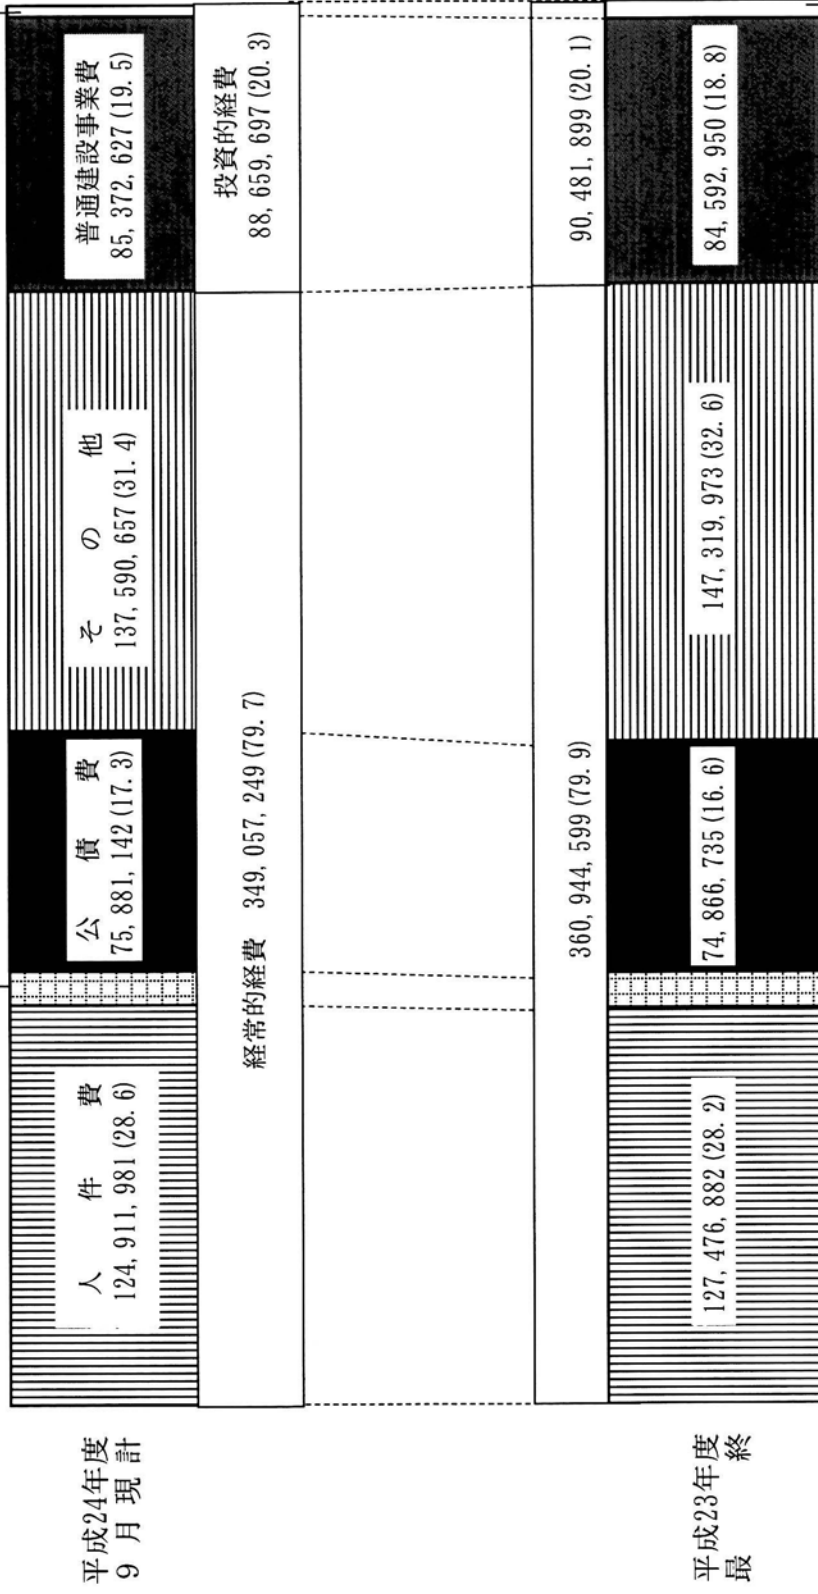 平成24年度
9 月 現 計
人 件 費
124,911,981(28.6)
公 債 費
75,881,142(17.3)
そ の 他
137,590,657(31.4)
普通建設事業費
85,372,627(19.5)
経常的経費 349,057,249(79.7)
投資的経費
88,659,697(20.3)
360,944,599(79.9)
90,481,899(20.1)
平成23年度
最 終
127,476,882(28.2)
74,866,735(16.6)
147,319,973(32.6)
84,592,950(18.8)